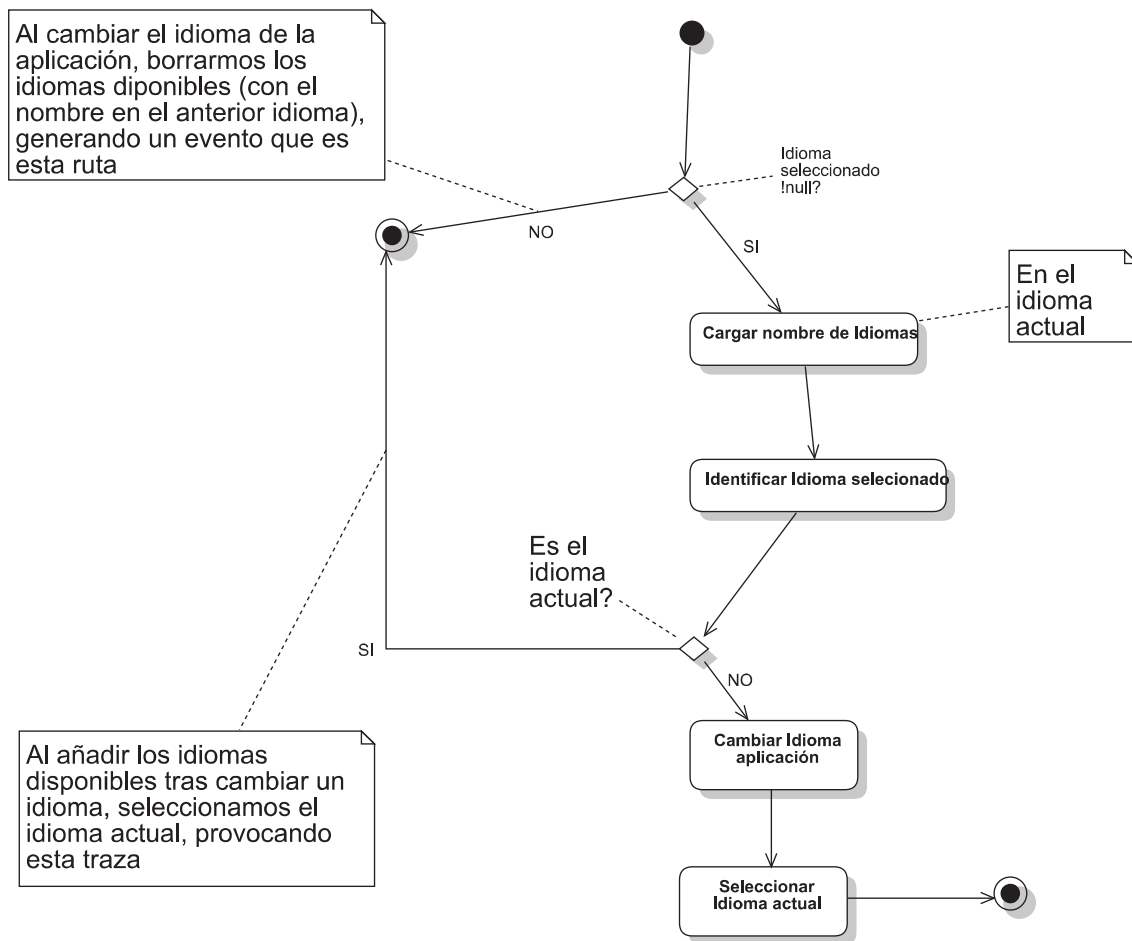 Al cambiar el idioma de la
aplicación, borrarmos los
idiomas diponibles (con el
nombre en el anterior idioma),
generando un evento que es
esta ruta
Idioma
seleccionado
!null?
NO
SI
En el
idioma
actual
Cargar nombre de Idiomas
Identificar Idioma selecionado
Es el
idioma
actual?
SI
NO
Cambiar Idioma
aplicación
Al añadir los idiomas
disponibles tras cambiar un
idioma, seleccionamos el
idioma actual, provocando
esta traza
Seleccionar
Idioma actual